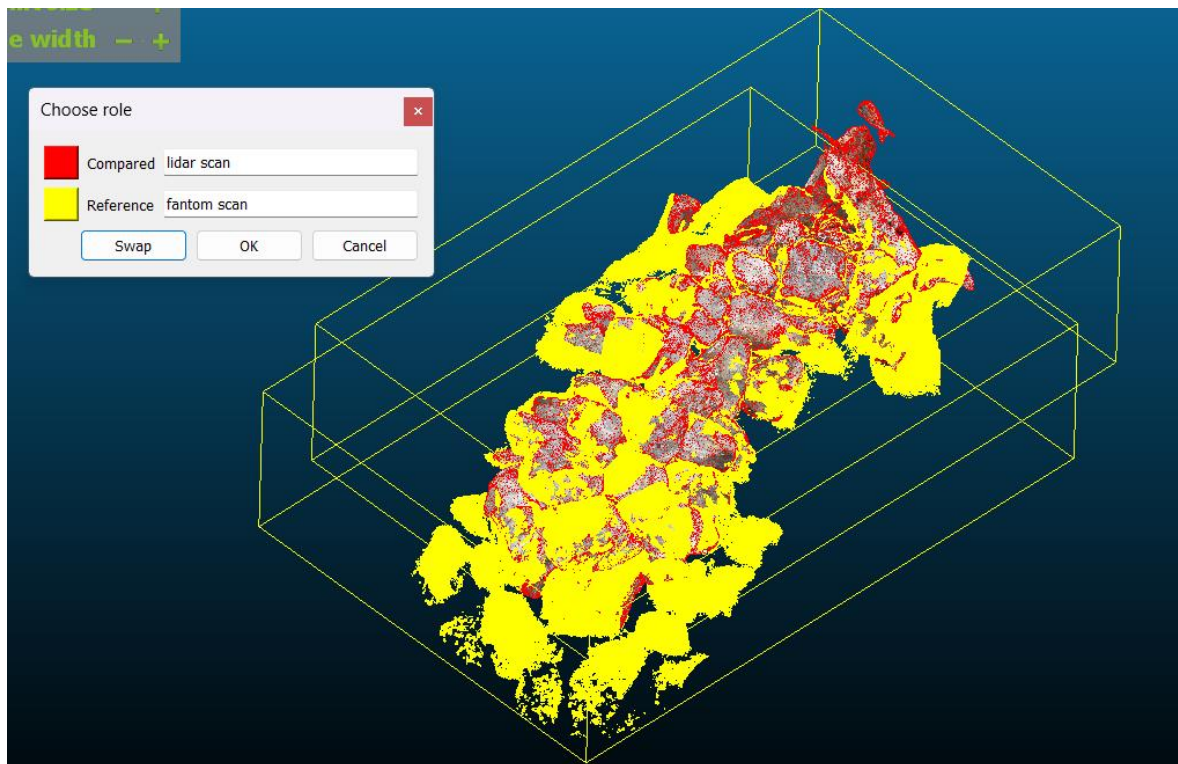 e width − +
Choose role
Compared lidar scan
Reference fantom scan
Swap OK Cancel